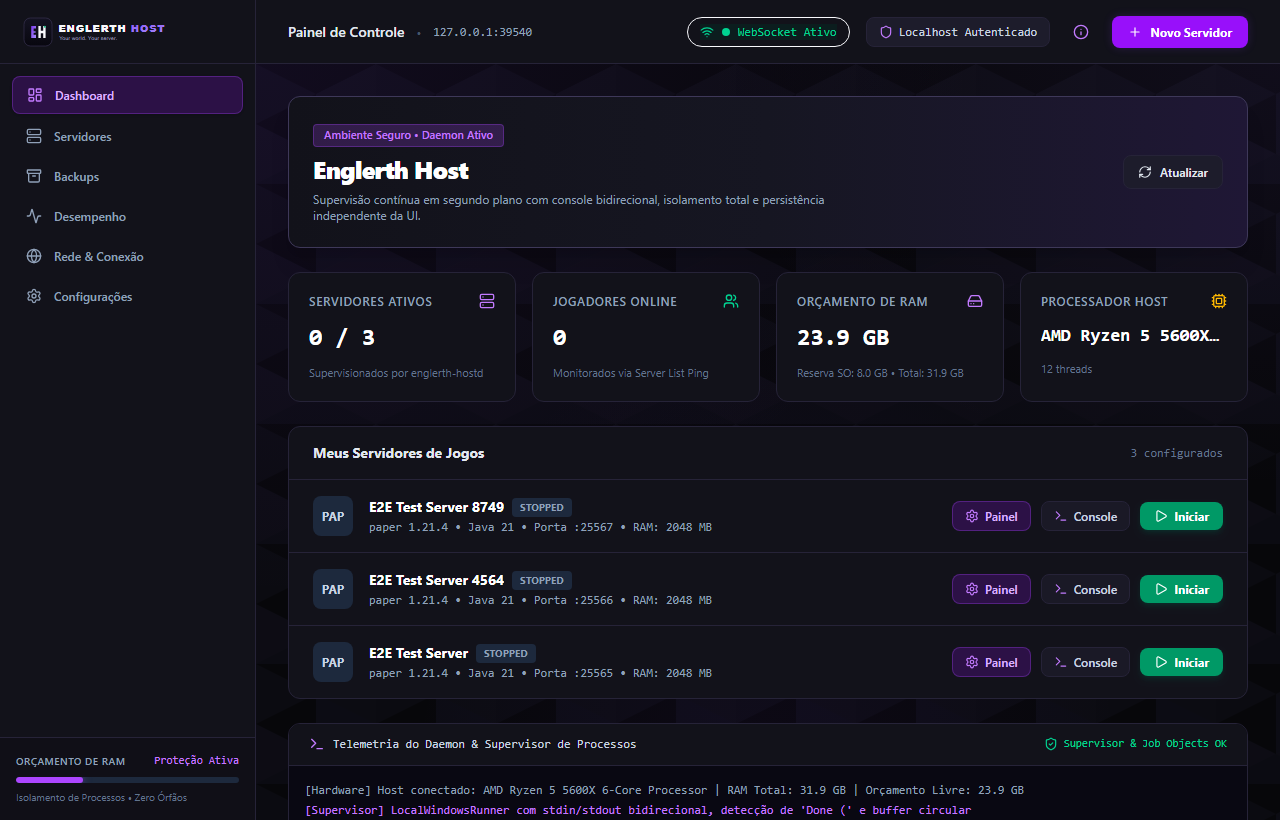 EH ENGLERTH HOST
Your world. Your server.
Painel de Controle • 127.0.0.1:39540
WebSocket Ativo
Localhost Autenticado
Novo Servidor
Dashboard
Servidores
Backups
Desempenho
Rede & Conexão
Configurações
Ambiente Seguro • Daemon Ativo
Englerth Host
Supervisão contínua em segundo plano com console bidirecional, isolamento total e persistência
independente da UI.
Atualizar
SERVIDORES ATIVOS
0 / 3
Supervisionados por englerth-hostd
JOGADORES ONLINE
0
Monitorados via Server List Ping
ORÇAMENTO DE RAM
23.9 GB
Reserva SO: 8.0 GB • Total: 31.9 GB
PROCESSADOR HOST
AMD Ryzen 5 5600X…
12 threads
Meus Servidores de Jogos
3 configurados
PAP
E2E Test Server 8749 STOPPED
paper 1.21.4 • Java 21 • Porta :25567 • RAM: 2048 MB
Painel
Console
Iniciar
PAP
E2E Test Server 4564 STOPPED
paper 1.21.4 • Java 21 • Porta :25566 • RAM: 2048 MB
Painel
Console
Iniciar
PAP
E2E Test Server STOPPED
paper 1.21.4 • Java 21 • Porta :25565 • RAM: 2048 MB
Painel
Console
Iniciar
Telemetria do Daemon & Supervisor de Processos
Supervisor & Job Objects OK
[Hardware] Host conectado: AMD Ryzen 5 5600X 6-Core Processor | RAM Total: 31.9 GB | Orçamento Livre: 23.9 GB
[Supervisor] LocalWindowsRunner com stdin/stdout bidirecional, detecção de 'Done (' e buffer circular
ORÇAMENTO DE RAM Proteção Ativa
Isolamento de Processos • Zero Órfãos